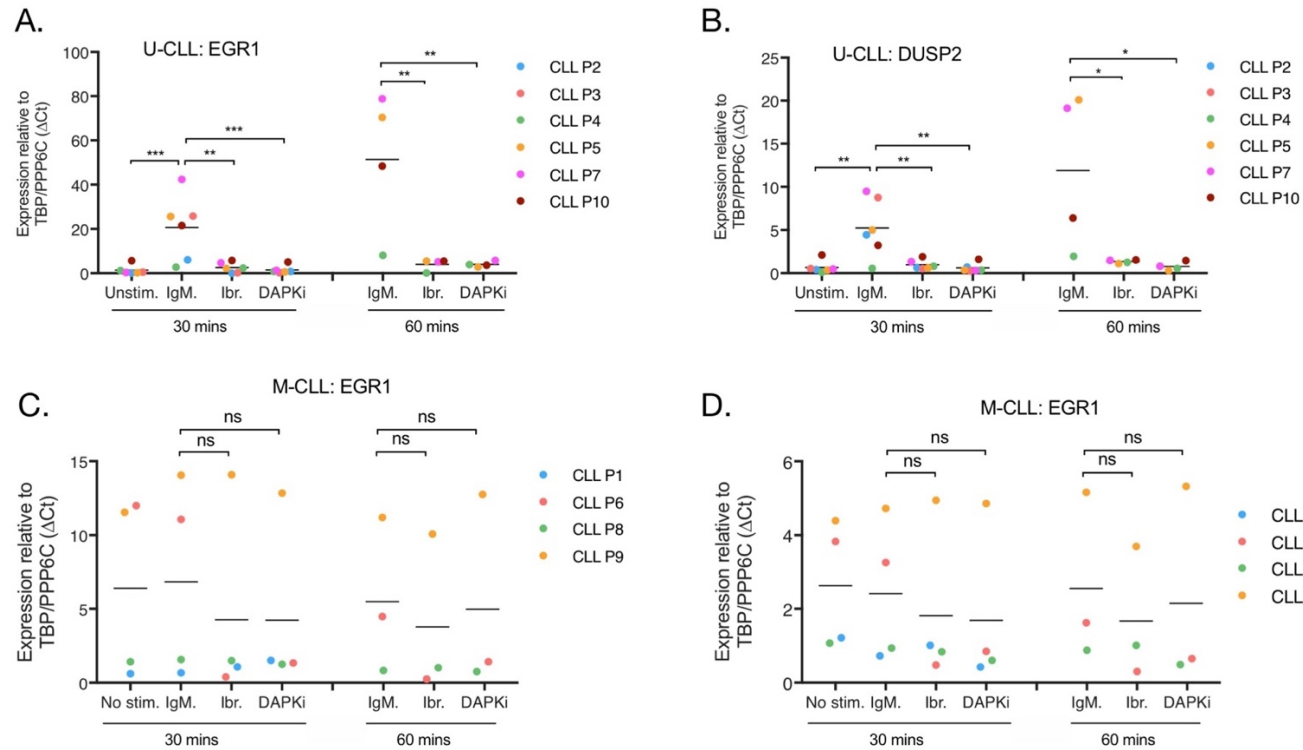 A.
U-CLL: EGR1
Expression relative to
TBP/PPP6C (ΔCt)
100
80
60
40
20
0
***
**
***
**
**
Unstim. IgM. Ibr. DAPKi IgM. Ibr. DAPKi
30 mins 60 mins
CLL P2
CLL P3
CLL P4
CLL P5
CLL P7
CLL P10
B.
U-CLL: DUSP2
Expression relative to
TBP/PPP6C (ΔCt)
25
20
15
10
5
0
**
**
**
*
*
Unstim. IgM. Ibr. DAPKi IgM. Ibr. DAPKi
30 mins 60 mins
CLL P2
CLL P3
CLL P4
CLL P5
CLL P7
CLL P10
C.
M-CLL: EGR1
Expression relative to
TBP/PPP6C (ΔCt)
15
10
5
0
ns
ns
ns
ns
No stim. IgM. Ibr. DAPKi IgM. Ibr. DAPKi
30 mins 60 mins
CLL P1
CLL P6
CLL P8
CLL P9
D.
M-CLL: EGR1
Expression relative to
TBP/PPP6C (ΔCt)
6
4
2
0
ns
ns
ns
ns
No stim. IgM. Ibr. DAPKi IgM. Ibr. DAPKi
30 mins 60 mins
CLL
CLL
CLL
CLL